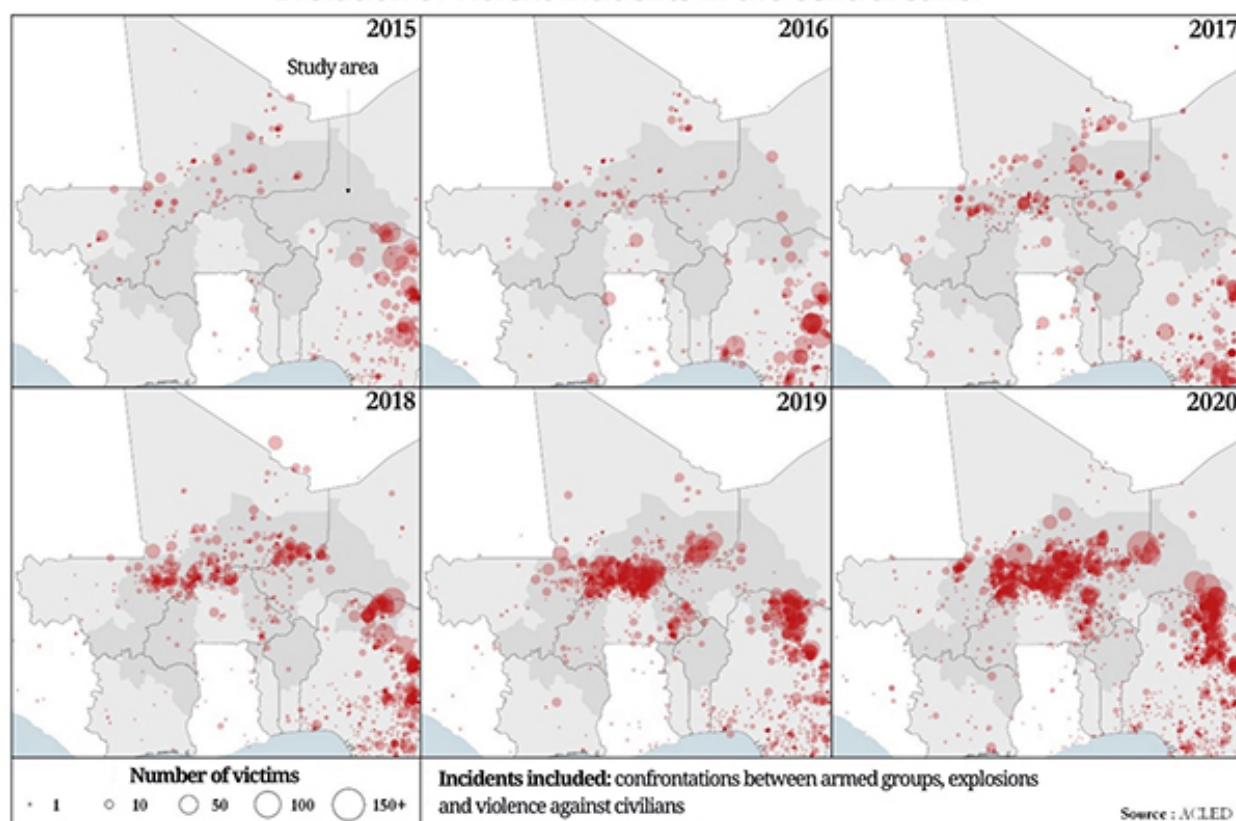 2015
2016
2017
Study area
2018
2019
2020
Number of victims
1 10 50 100 150+
Incidents included: confrontations between armed groups, explosions
and violence against civilians
Source : ACLED